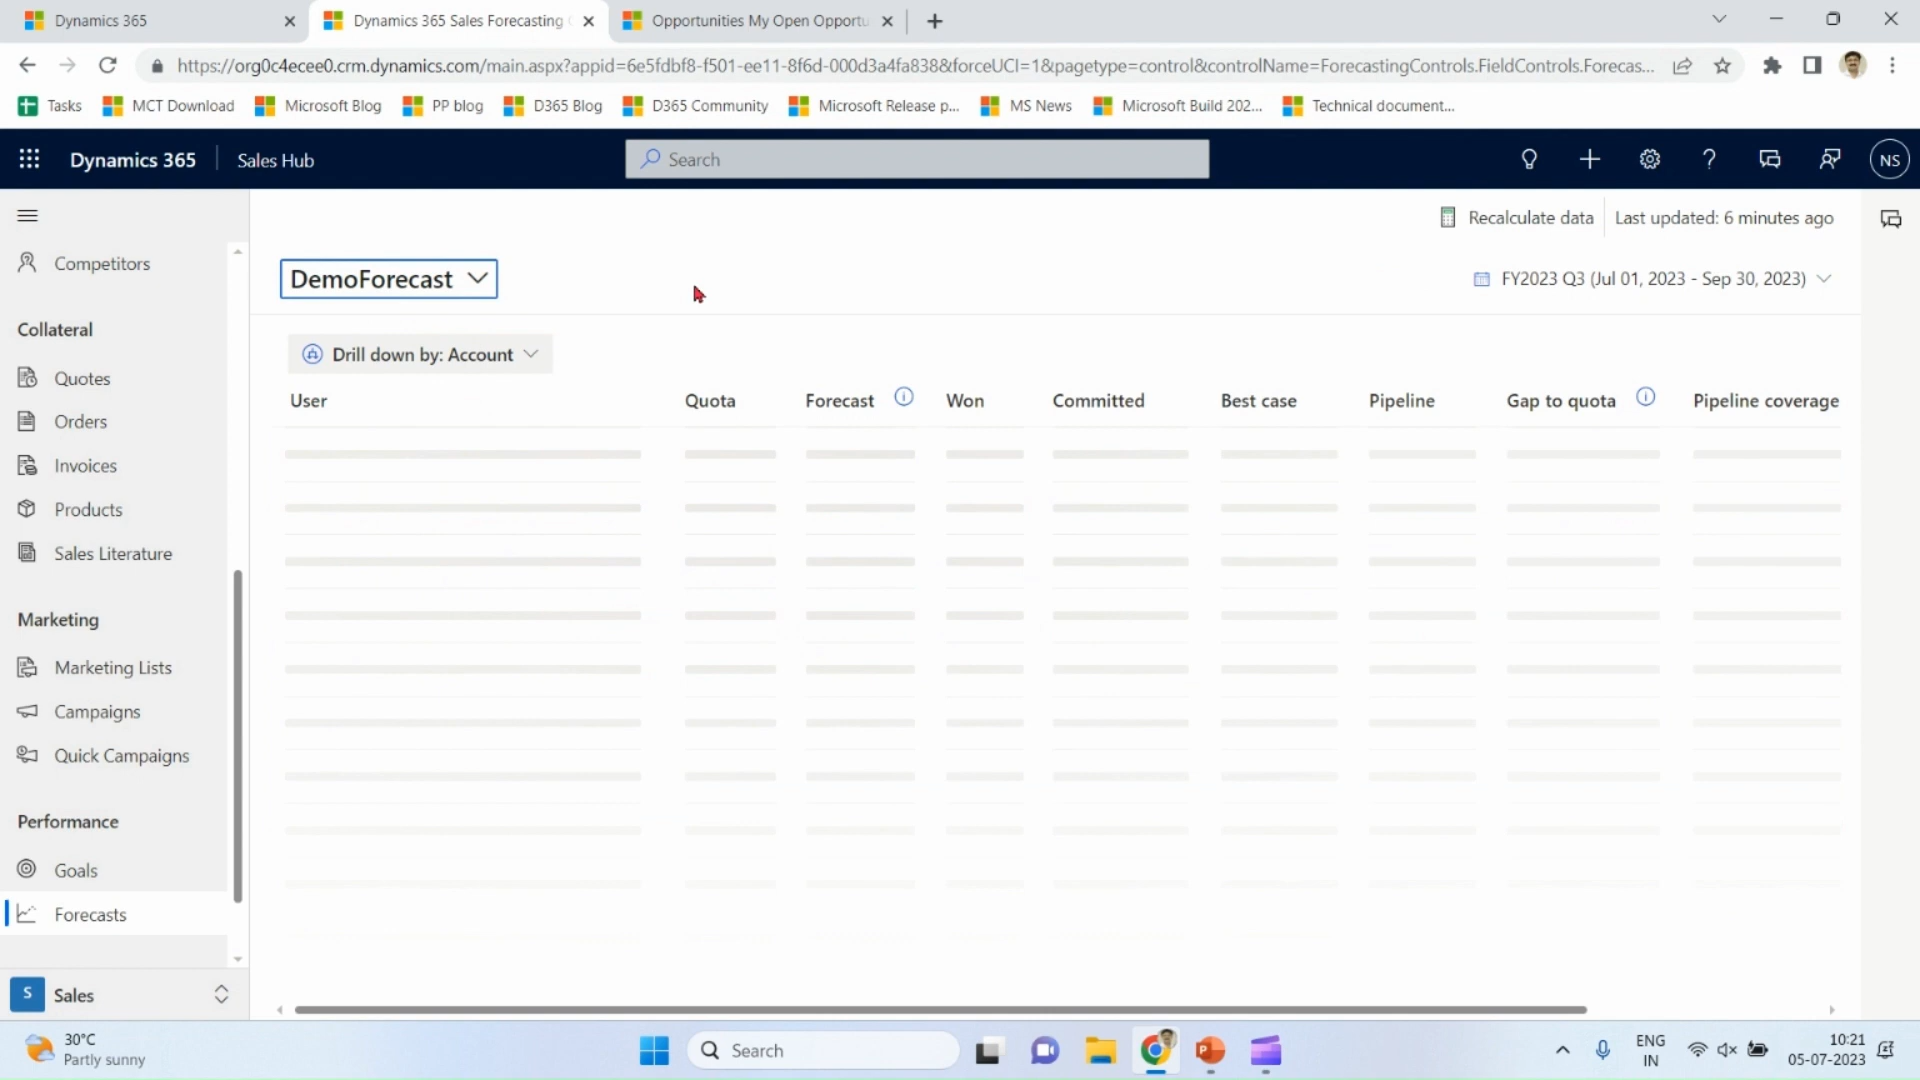 Dynamics 365
Dynamics 365 Sales Forecasting
Opportunities My Open Opportu
https://org0c4ecee0.crm.dynamics.com/main.aspx?appid=6e5fdbf8-f501-ee11-8f6d-000d3a4fa838&forceUCI=1&pagetype=control&controlName=ForecastingControls.FieldControls.Forecas...
Tasks
MCT Download
Microsoft Blog
PP blog
D365 Blog
D365 Community
Microsoft Release p...
MS News
Microsoft Build 202...
Technical document...
Dynamics 365
Sales Hub
Search
NS
Recalculate data
Last updated: 6 minutes ago
DemoForecast
FY2023 Q3 (Jul 01, 2023 - Sep 30, 2023)
Drill down by: Account
User
Quota
Forecast
Won
Committed
Best case
Pipeline
Gap to quota
Pipeline coverage
Competitors
Collateral
Quotes
Orders
Invoices
Products
Sales Literature
Marketing
Marketing Lists
Campaigns
Quick Campaigns
Performance
Goals
Forecasts
S
Sales
30°C
Partly sunny
Search
ENG
IN
10:21
05-07-2023